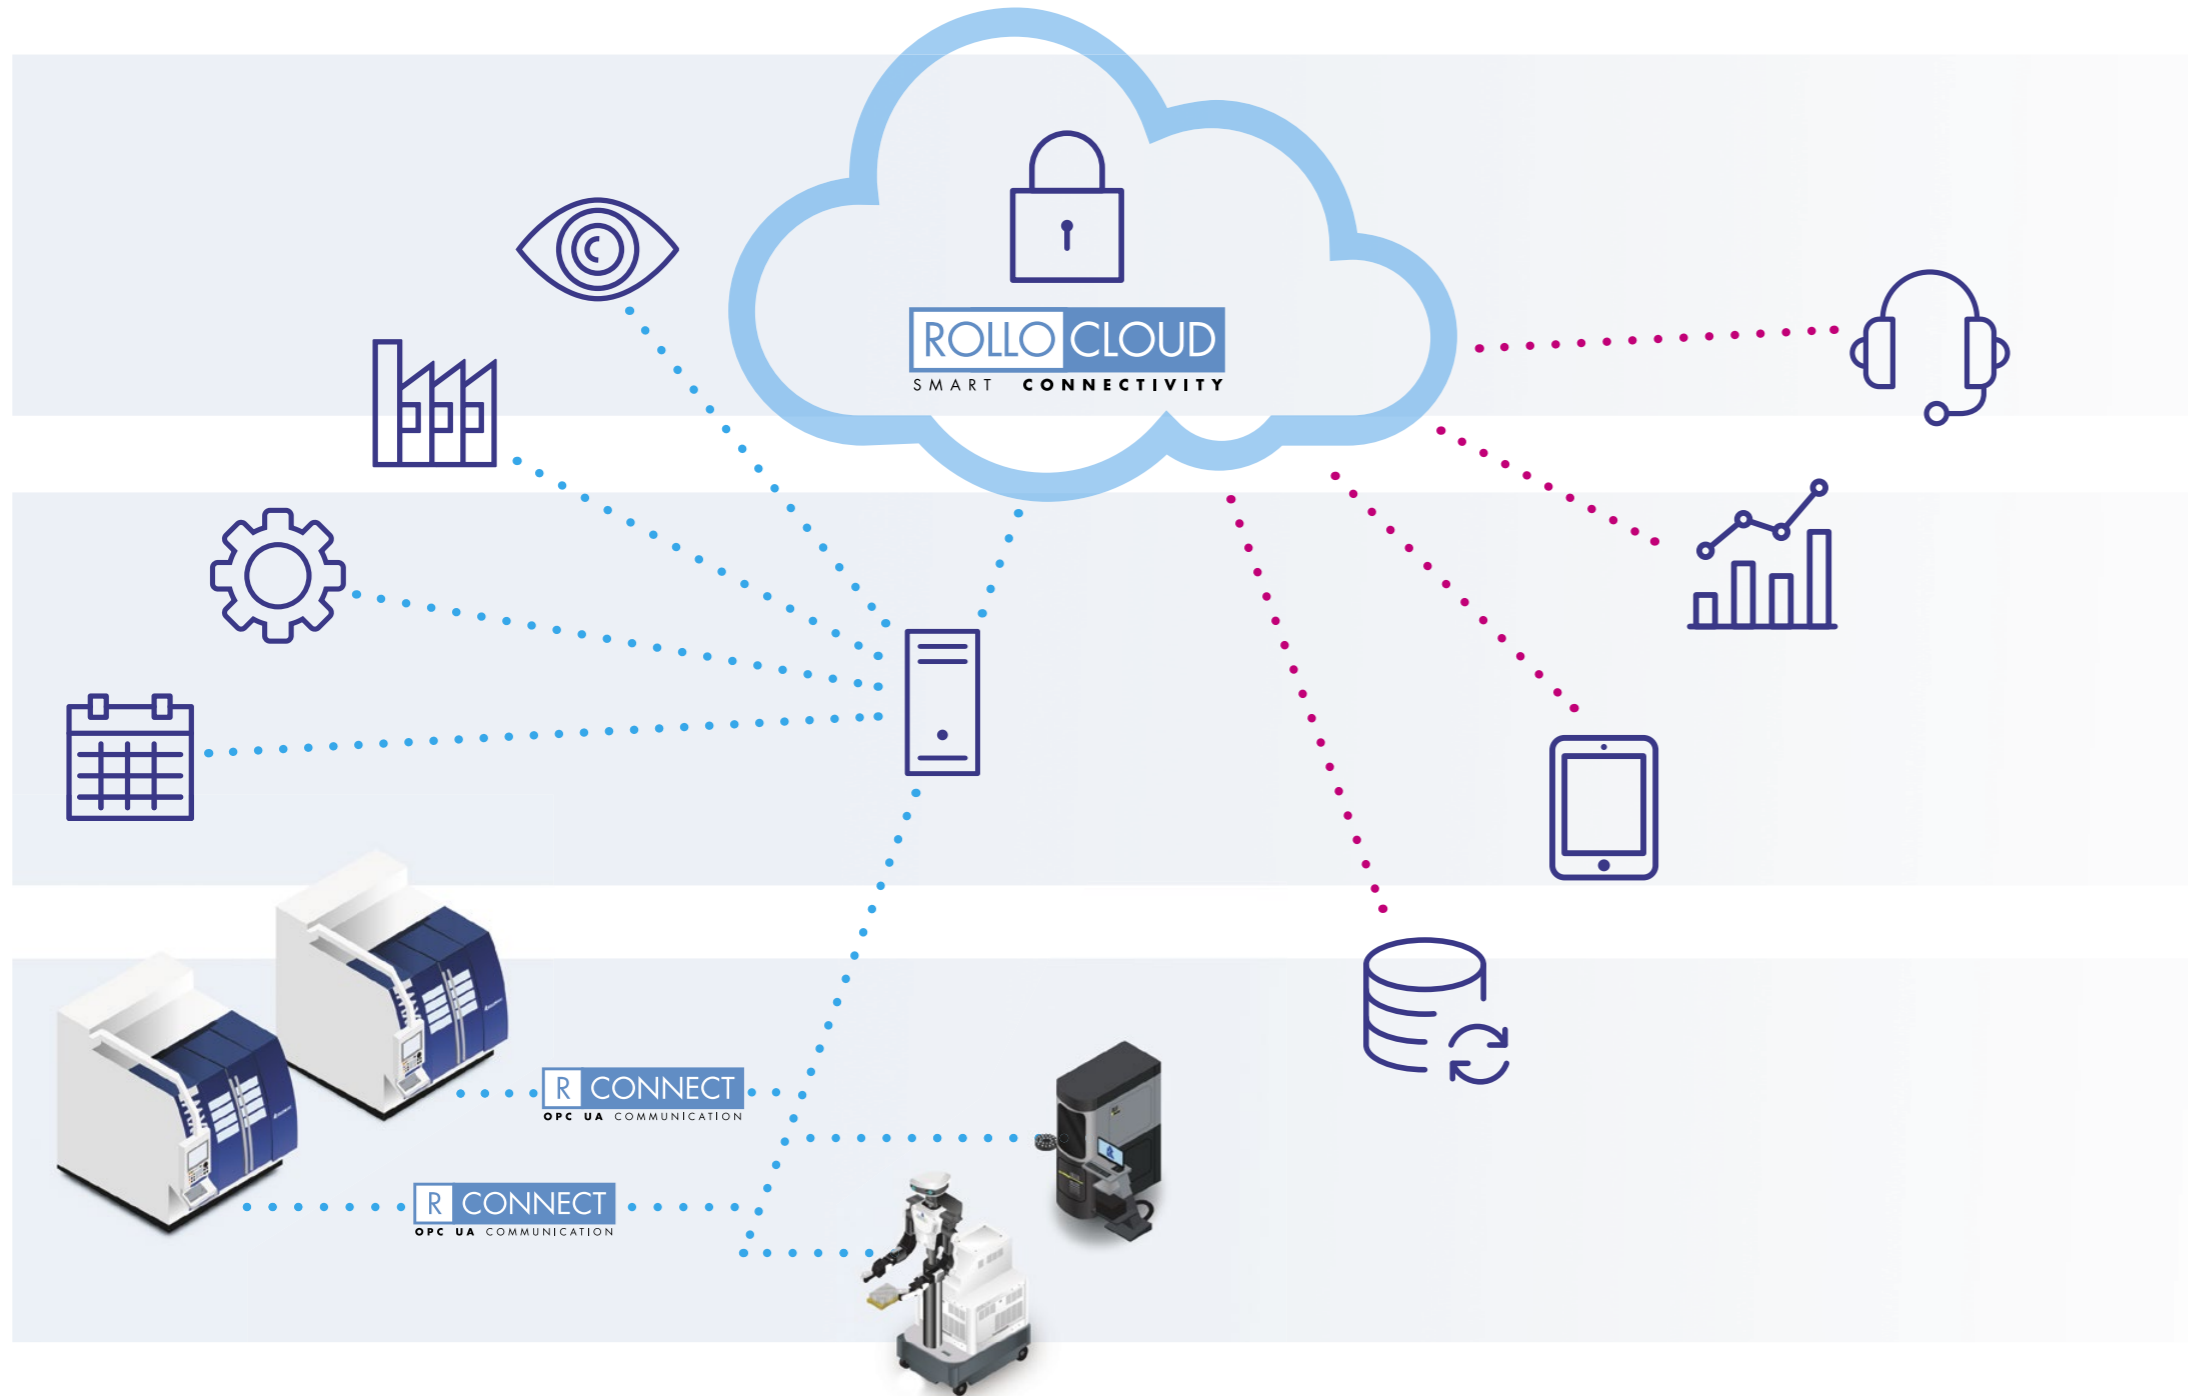 ROLLO CLOUD
SMART CONNECTIVITY
R CONNECT
OPC UA COMMUNICATION
R CONNECT
OPC UA COMMUNICATION